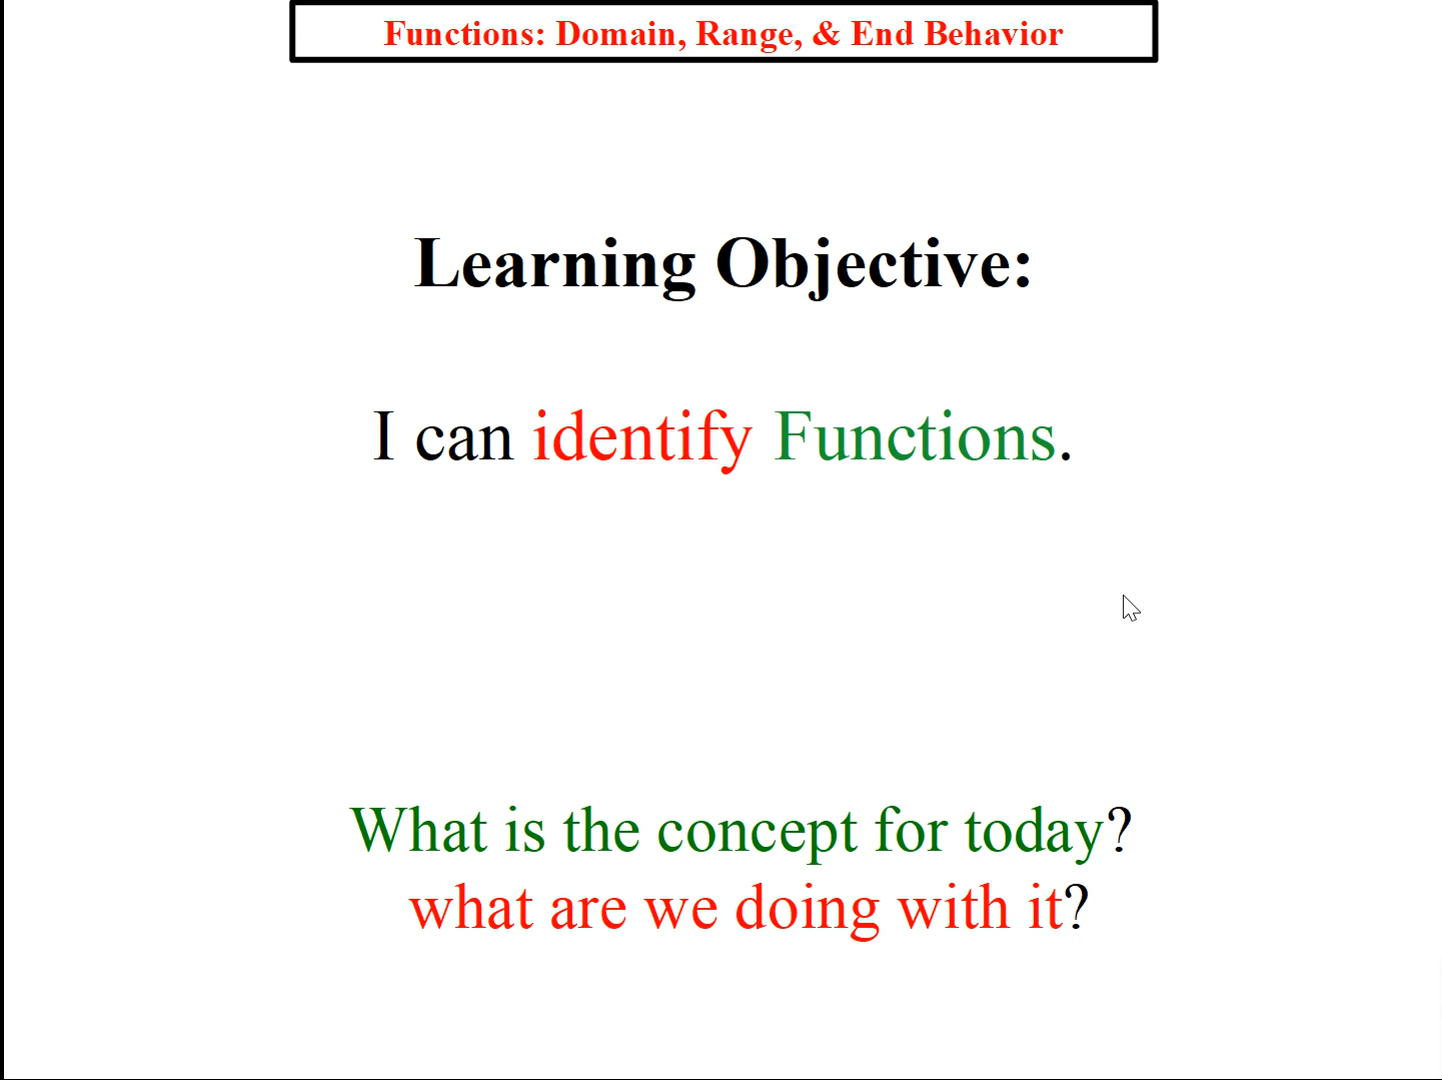 Functions: Domain, Range, & End Behavior
Learning Objective:
I can identify Functions.
What is the concept for today?
what are we doing with it?